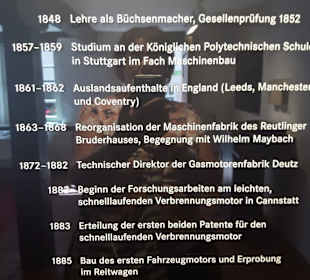 1848 Lehre als Büchsenmacher, Gesellenprüfung 1852
1857–1859 Studium an der Königlichen Polytechnischen Schule
in Stuttgart im Fach Maschinenbau
1861–1862 Auslandsaufenthalte in England (Leeds, Manchester
und Coventry)
1863–1868 Reorganisation der Maschinenfabrik des Reutlinger
Bruderhauses, Begegnung mit Wilhelm Maybach
1872–1882 Technischer Direktor der Gasmotorenfabrik Deutz
1882 Beginn der Forschungsarbeiten am leichten,
schnelllaufenden Verbrennungsmotor in Cannstatt
1883 Erteilung der ersten beiden Patente für den
schnelllaufenden Verbrennungsmotor
1885 Bau des ersten Fahrzeugmotors und Erprobung
im Reitwagen